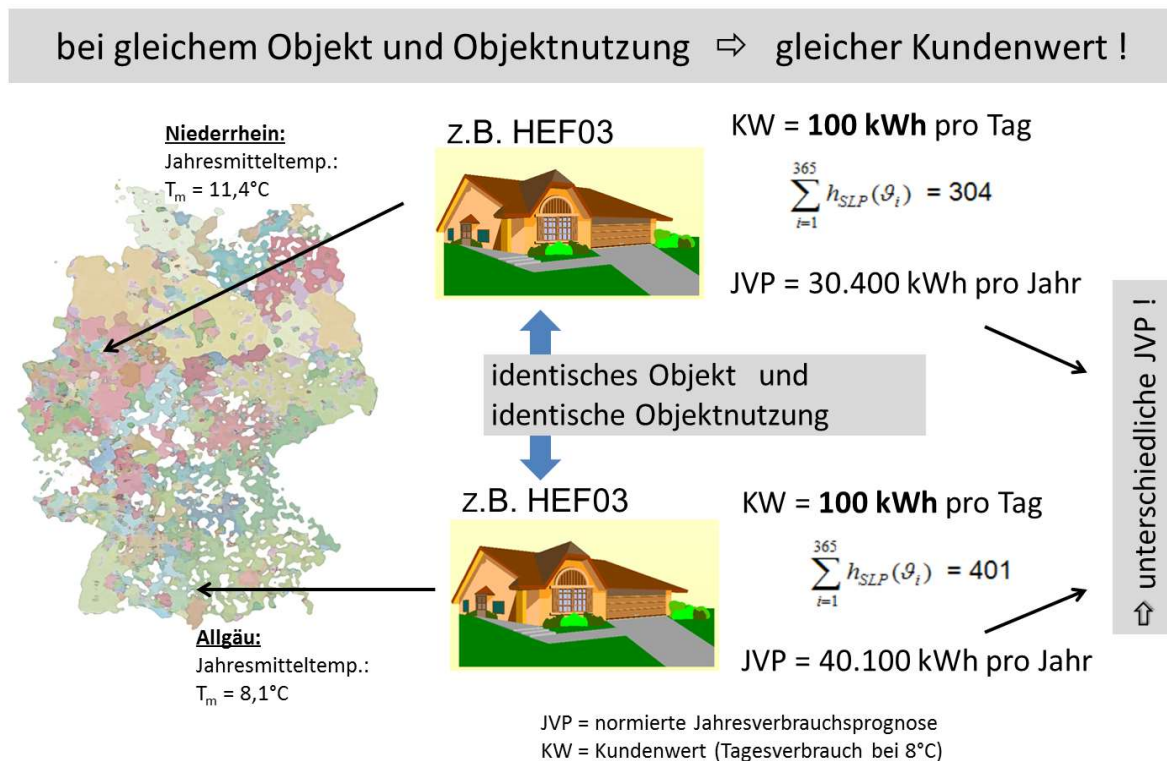 bei gleichem Objekt und Objektnutzung ⇨ gleicher Kundenwert !
Niederrhein:
Jahresmitteltemp.:
Tm = 11,4°C
z.B. HEF03
KW = 100 kWh pro Tag
365
∑ hSLP(ϑi) = 304
i=1
JVP = 30.400 kWh pro Jahr
identisches Objekt und
identische Objektnutzung
⇨ unterschiedliche JVP !
z.B. HEF03
KW = 100 kWh pro Tag
365
∑ hSLP(ϑi) = 401
i=1
JVP = 40.100 kWh pro Jahr
Allgäu:
Jahresmitteltemp.:
Tm = 8,1°C
JVP = normierte Jahresverbrauchsprognose
KW = Kundenwert (Tagesverbrauch bei 8°C)